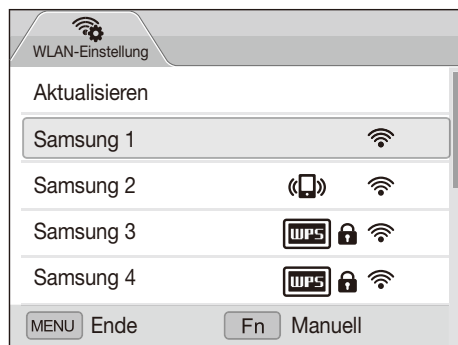 WLAN-Einstellung
Aktualisieren
Samsung 1
Samsung 2
Samsung 3 WPS
Samsung 4 WPS
MENU Ende Fn Manuell